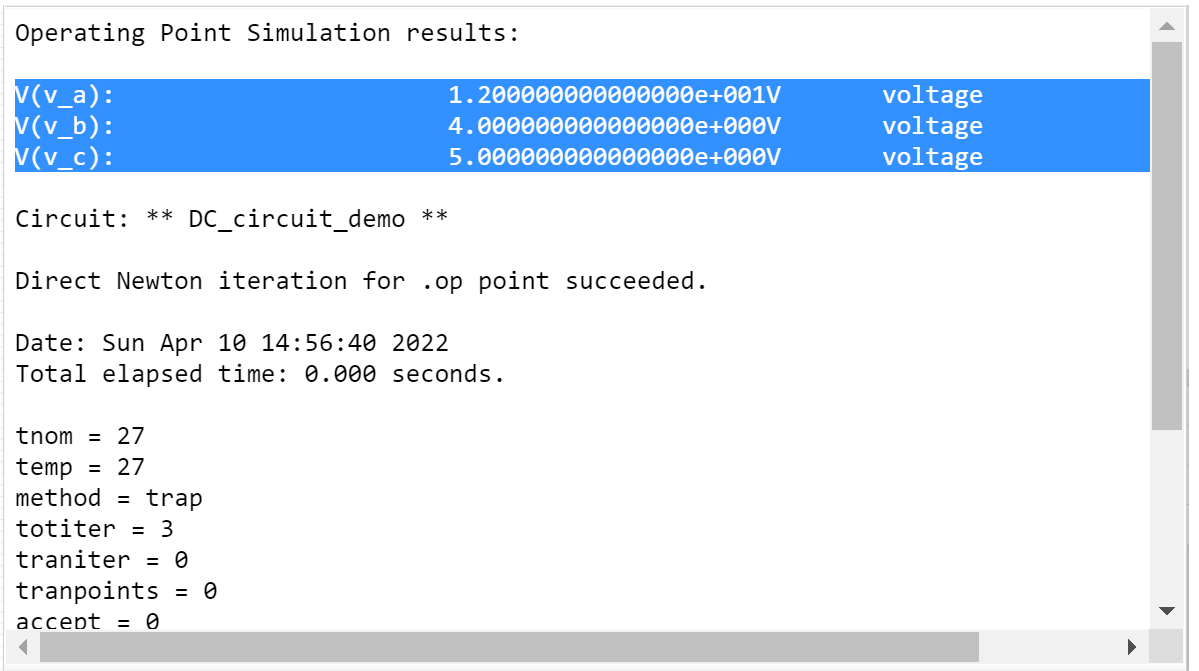 Operating Point Simulation results:
V(v_a): 1.200000000000000e+001V voltage
V(v_b): 4.000000000000000e+000V voltage
V(v_c): 5.000000000000000e+000V voltage
Circuit: ** DC_circuit_demo **
Direct Newton iteration for .op point succeeded.
Date: Sun Apr 10 14:56:40 2022
Total elapsed time: 0.000 seconds.
tnom = 27
temp = 27
method = trap
totiter = 3
traniter = 0
tranpoints = 0
accept = 0